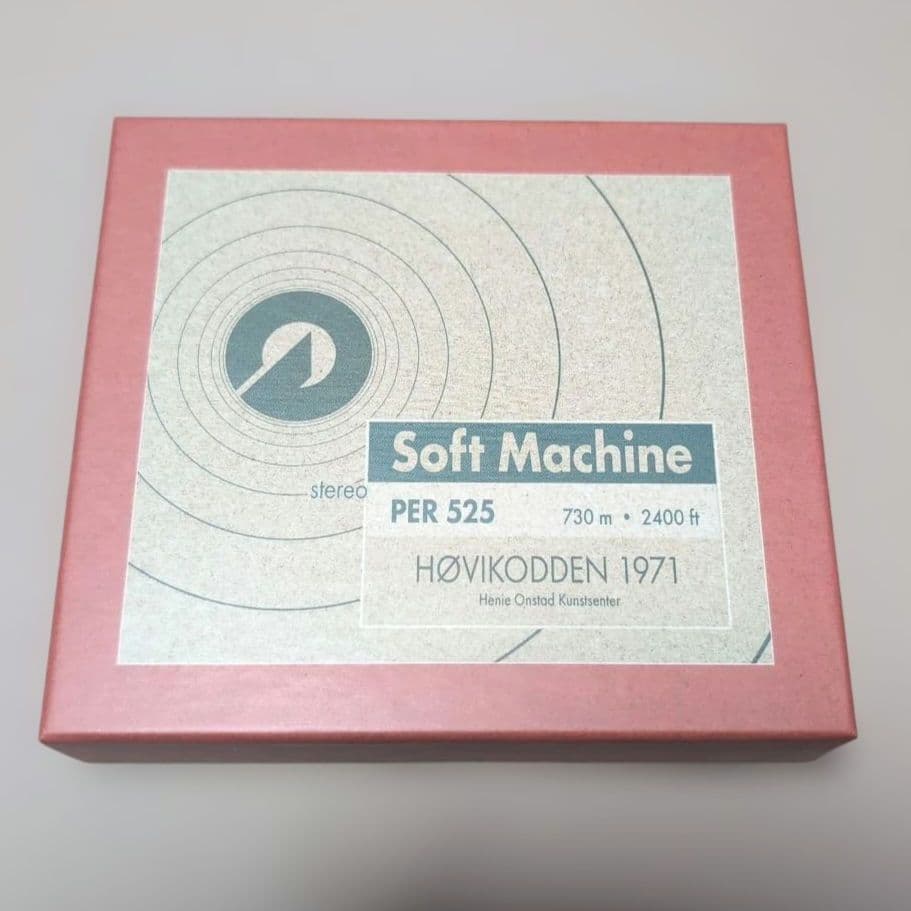 Soft Machine
stereo
PER 525 730 m • 2400 ft
HØVIKODDEN 1971
Henie Onstad Kunstsenter